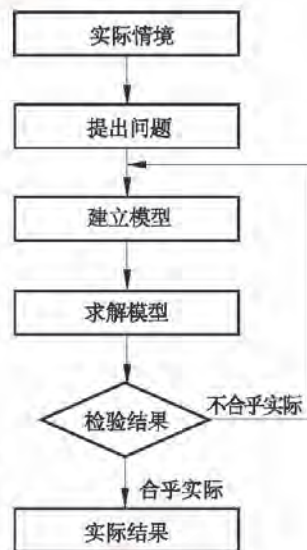 实际情境
提出问题
建立模型
求解模型
检验结果
不合乎实际
合乎实际
实际结果